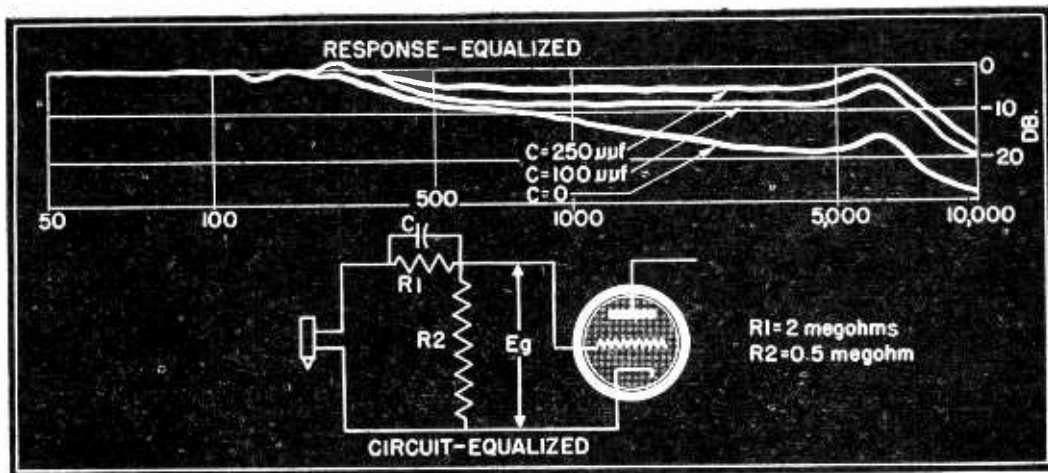 RESPONSE-EQUALIZED
0
-10
-20
DB.
C=250 μμf
C=100 μμf
C=0
50
100
500
1000
5,000
10,000
C
R1
R2
Eg
R1=2 megohms
R2=0.5 megohm
CIRCUIT-EQUALIZED